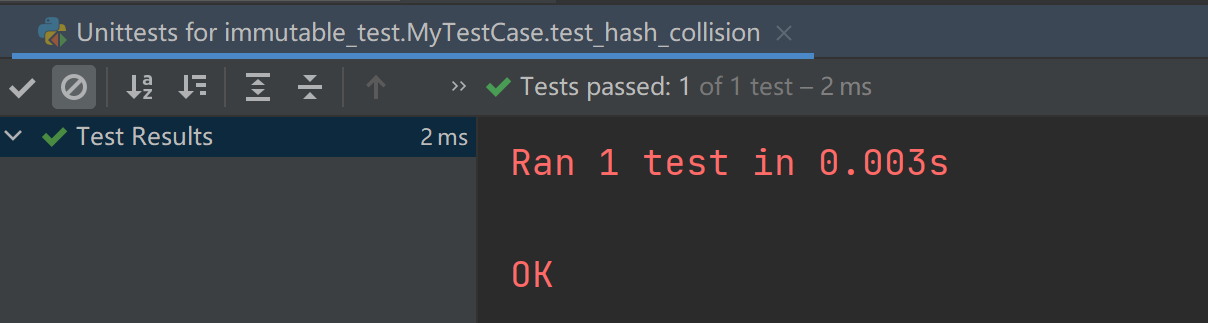 Unittests for immutable_test.MyTestCase.test_hash_collision
Tests passed: 1 of 1 test – 2 ms
Test Results 2 ms
Ran 1 test in 0.003s
OK